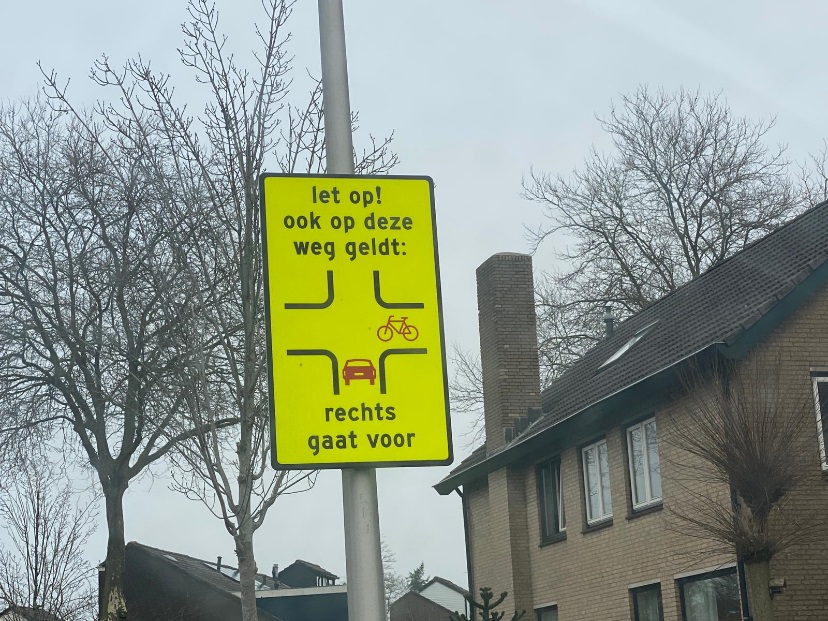 let op!
ook op deze
weg geldt:
rechts
gaat voor